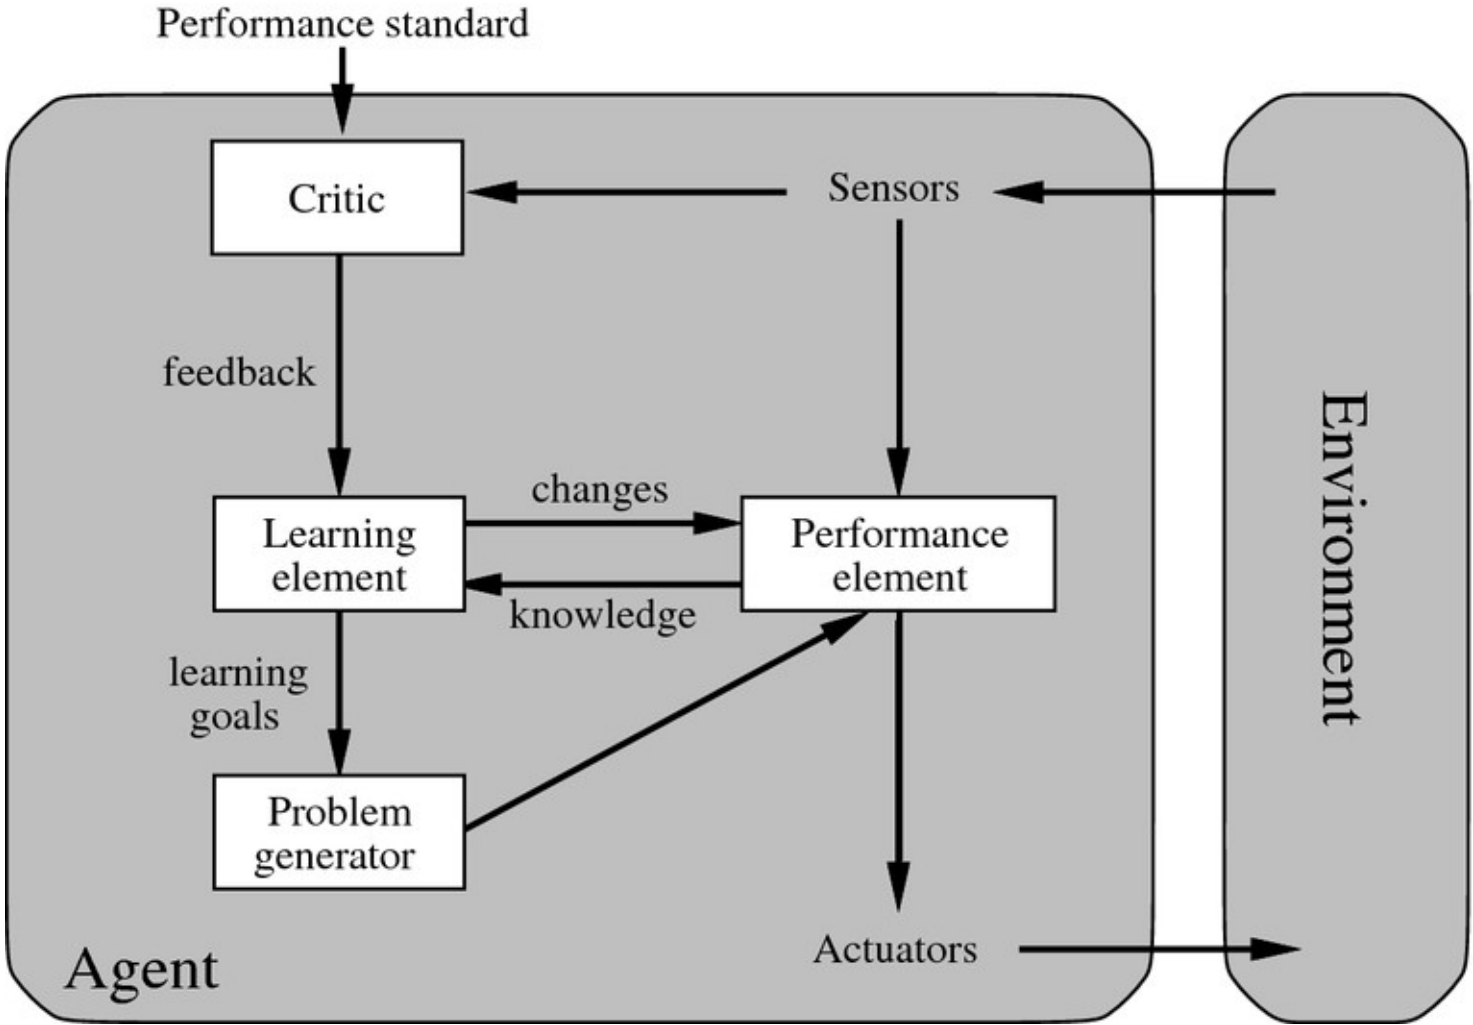 Performance standard
Critic
Sensors
feedback
changes
Learning
element
Performance
element
knowledge
learning
goals
Problem
generator
Actuators
Agent
Environment